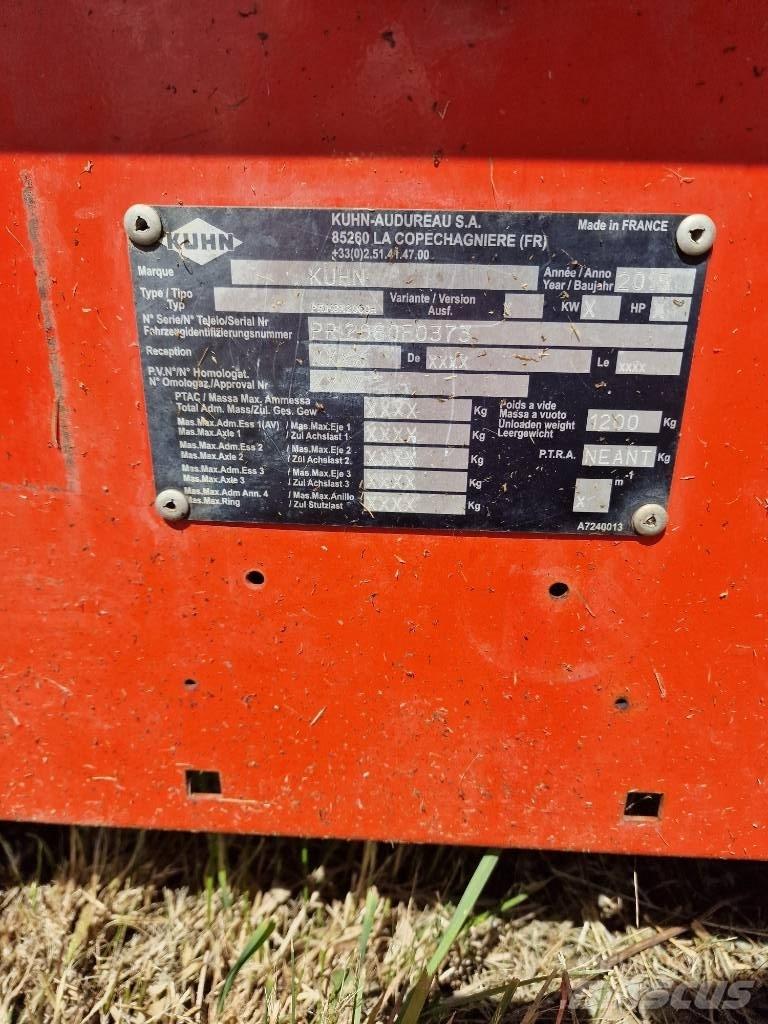 KUHN-AUDUREAU S.A.
Made in FRANCE
KUHN
85260 LA COPECHAGNIERE (FR)
+33(0)2.51.41.47.00
Marque KUHN Année / Anno
Year / Baujahr
Type / Tipo
Typ
Variante / Version
Ausf. X KW X HP X
N° Serie/N° Telejo/Serial Nr
Fahrzeugidentifizierungsnummer
Reception De XXXX Le XXXX
P.V.N°/N° Homologat.
N° Omologaz./Approval Nr
PTAC / Massa Max. Ammessa
Total Adm. Mass/Zul. Ges. Gew XXXX Kg
Mas.Max.Adm.Ess 1(AV) / Mas.Max.Eje 1
Mas.Max.Axle 1 / Zul Achslast 1 XXXX Kg
Mas.Max.Adm.Ess 2 / Mas.Max.Eje 2
Mas.Max.Axle 2 / Zül Achslast 2 XXXX Kg
Mas.Max.Adm.Ess 3 / Mas.Max.Eje 3
Mas.Max.Axle 3 / Zül Achslast 3 XXXX Kg
Mas.Max.Adm Ann. 4 / Mas.Max.Anillo
Mas.Max.Ring / Zul Stutzlast XXXX Kg
Poids a vide
Massa a vuoto
Unloaden weight
Leergewicht 1200 Kg
P.T.R.A. NEANT Kg
X m-1
A7240013